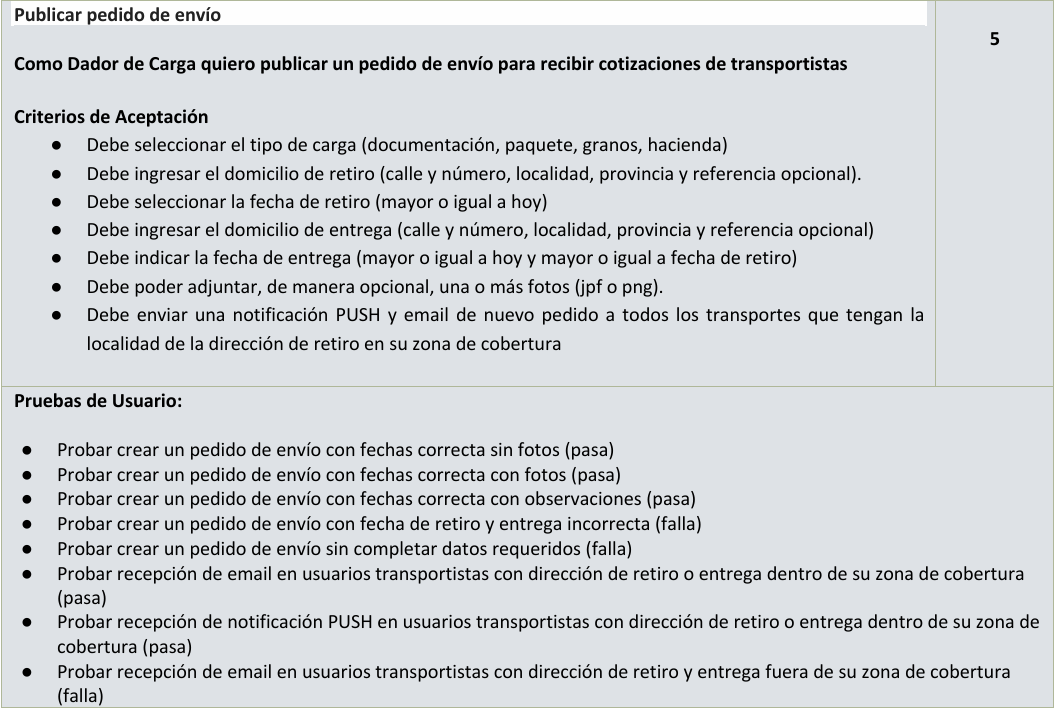 Publicar pedido de envío
5
Como Dador de Carga quiero publicar un pedido de envío para recibir cotizaciones de transportistas
Criterios de Aceptación
● Debe seleccionar el tipo de carga (documentación, paquete, granos, hacienda)
● Debe ingresar el domicilio de retiro (calle y número, localidad, provincia y referencia opcional).
● Debe seleccionar la fecha de retiro (mayor o igual a hoy)
● Debe ingresar el domicilio de entrega (calle y número, localidad, provincia y referencia opcional)
● Debe indicar la fecha de entrega (mayor o igual a hoy y mayor o igual a fecha de retiro)
● Debe poder adjuntar, de manera opcional, una o más fotos (jpf o png).
● Debe enviar una notificación PUSH y email de nuevo pedido a todos los transportes que tengan la
localidad de la dirección de retiro en su zona de cobertura
Pruebas de Usuario:
● Probar crear un pedido de envío con fechas correcta sin fotos (pasa)
● Probar crear un pedido de envío con fechas correcta con fotos (pasa)
● Probar crear un pedido de envío con fechas correcta con observaciones (pasa)
● Probar crear un pedido de envío con fecha de retiro y entrega incorrecta (falla)
● Probar crear un pedido de envío sin completar datos requeridos (falla)
● Probar recepción de email en usuarios transportistas con dirección de retiro o entrega dentro de su zona de cobertura
(pasa)
● Probar recepción de notificación PUSH en usuarios transportistas con dirección de retiro o entrega dentro de su zona de
cobertura (pasa)
● Probar recepción de email en usuarios transportistas con dirección de retiro y entrega fuera de su zona de cobertura
(falla)